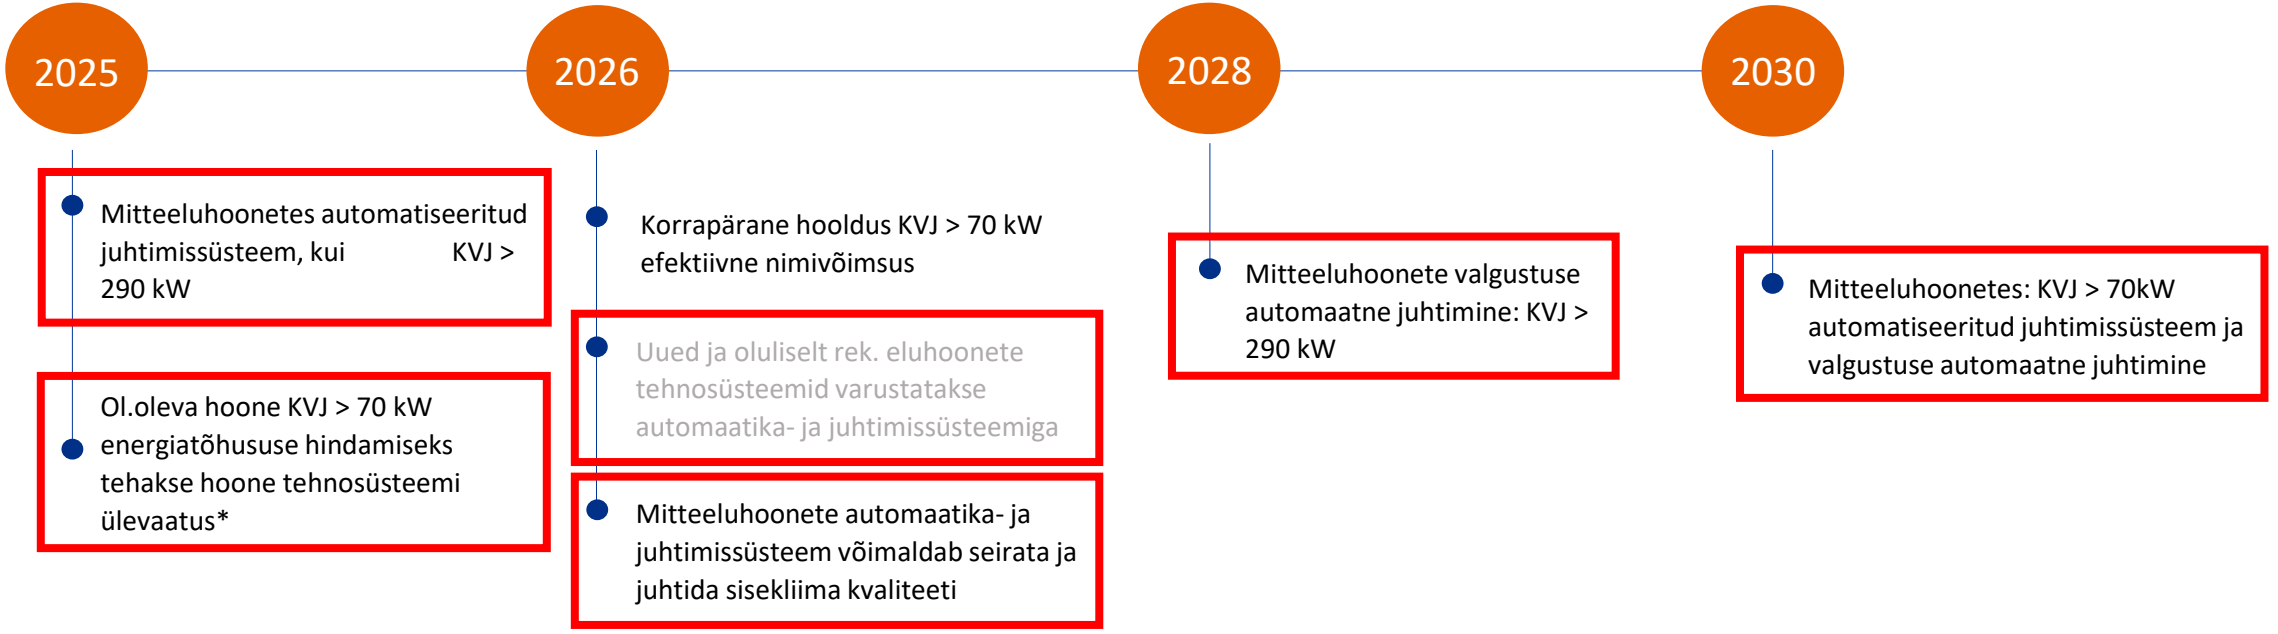 2025
2026
2028
2030
Mitteeluhoonetes automatiseeritud
juhtimissüsteem, kui KVJ >
290 kW
Ol.oleva hoone KVJ > 70 kW
energiatõhususe hindamiseks
tehakse hoone tehnosüsteemi
ülevaatus*
Korrapärane hooldus KVJ > 70 kW
efektiivne nimivõimsus
Uued ja oluliselt rek. eluhoonete
tehnosüsteemid varustatakse
automaatika- ja juhtimissüsteemiga
Mitteeluhoonete automaatika- ja
juhtimissüsteem võimaldab seirata ja
juhtida sisekliima kvaliteeti
Mitteeluhoonete valgustuse
automaatne juhtimine: KVJ >
290 kW
Mitteeluhoonetes: KVJ > 70kW
automatiseeritud juhtimissüsteem ja
valgustuse automaatne juhtimine